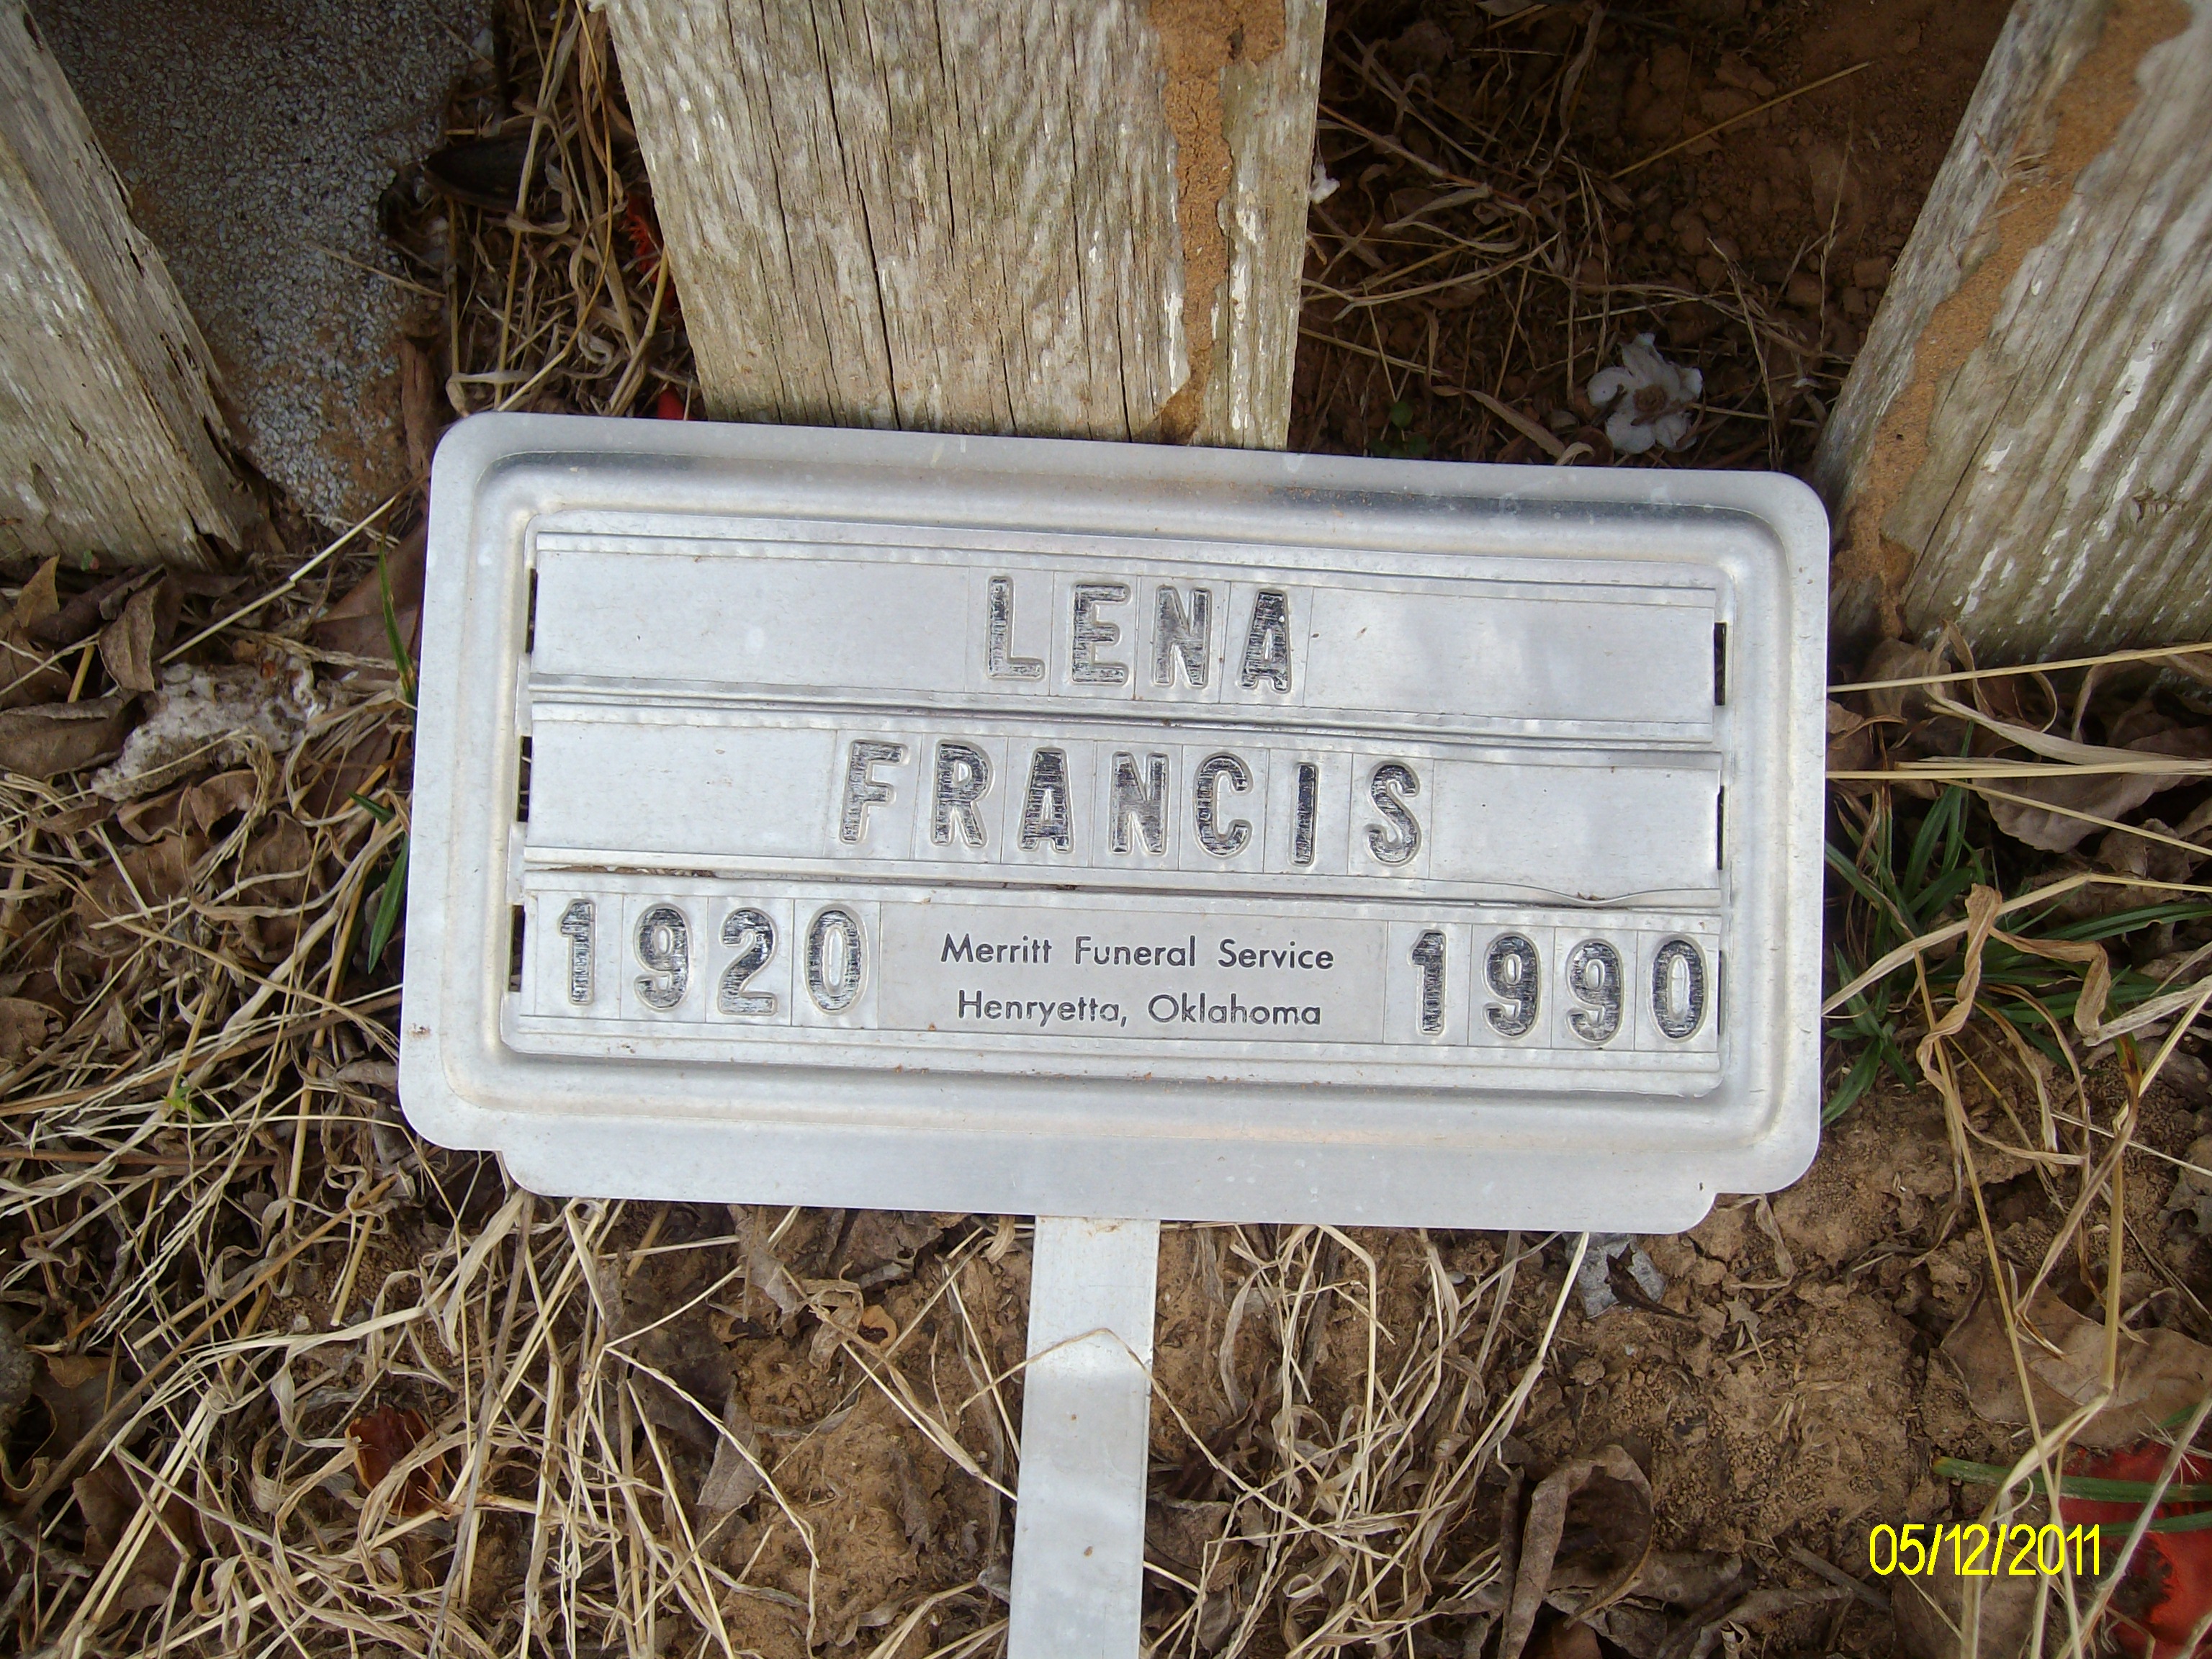 LENA
FRANCIS
1920 Merritt Funeral Service 1990
Henryetta, Oklahoma
05/12/2011